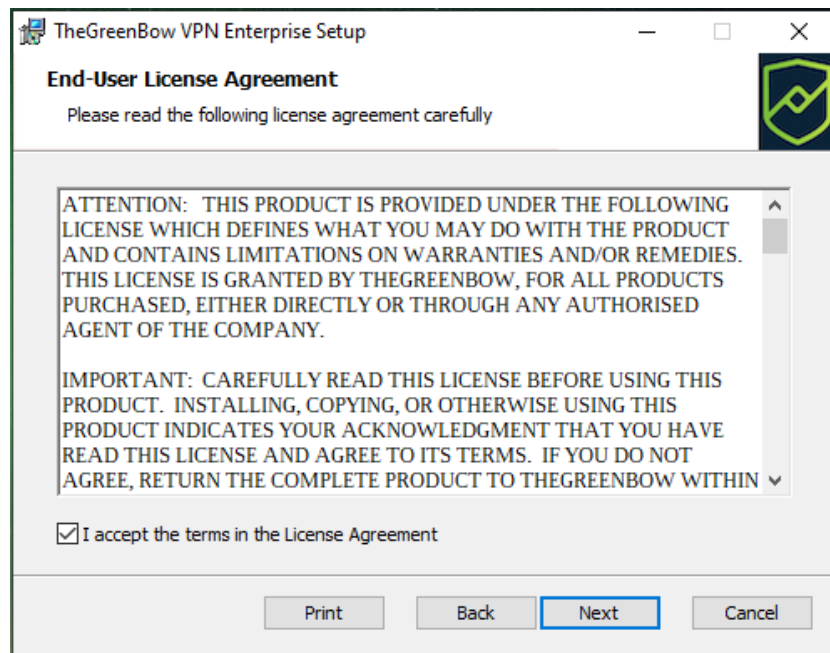 TheGreenBow VPN Enterprise Setup
End-User License Agreement
Please read the following license agreement carefully
ATTENTION:   THIS PRODUCT IS PROVIDED UNDER THE FOLLOWING
LICENSE WHICH DEFINES WHAT YOU MAY DO WITH THE PRODUCT
AND CONTAINS LIMITATIONS ON WARRANTIES AND/OR REMEDIES.
THIS LICENSE IS GRANTED BY THEGREENBOW, FOR ALL PRODUCTS
PURCHASED, EITHER DIRECTLY OR THROUGH ANY AUTHORISED
AGENT OF THE COMPANY.
IMPORTANT:  CAREFULLY READ THIS LICENSE BEFORE USING THIS
PRODUCT.  INSTALLING, COPYING, OR OTHERWISE USING THIS
PRODUCT INDICATES YOUR ACKNOWLEDGMENT THAT YOU HAVE
READ THIS LICENSE AND AGREE TO ITS TERMS.  IF YOU DO NOT
AGREE, RETURN THE COMPLETE PRODUCT TO THEGREENBOW WITHIN
I accept the terms in the License Agreement
Print Back Next Cancel